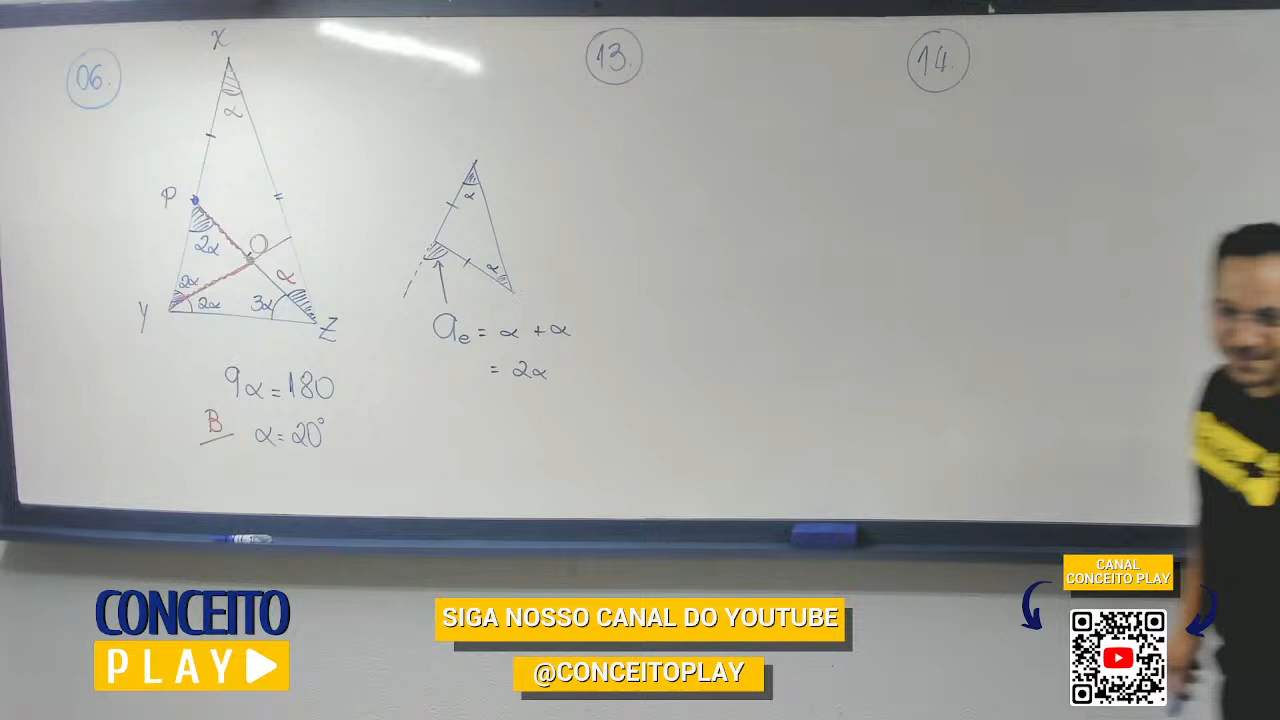 06.
X
α
P
2α
O
2α
2α
3α
α
Y
Z
9α = 180
B
α = 20°
α
α
ae = α + α
= 2α
13.
14.
CONCEITO
PLAY
SIGA NOSSO CANAL DO YOUTUBE
@CONCEITOPLAY
CANAL
CONCEITO PLAY